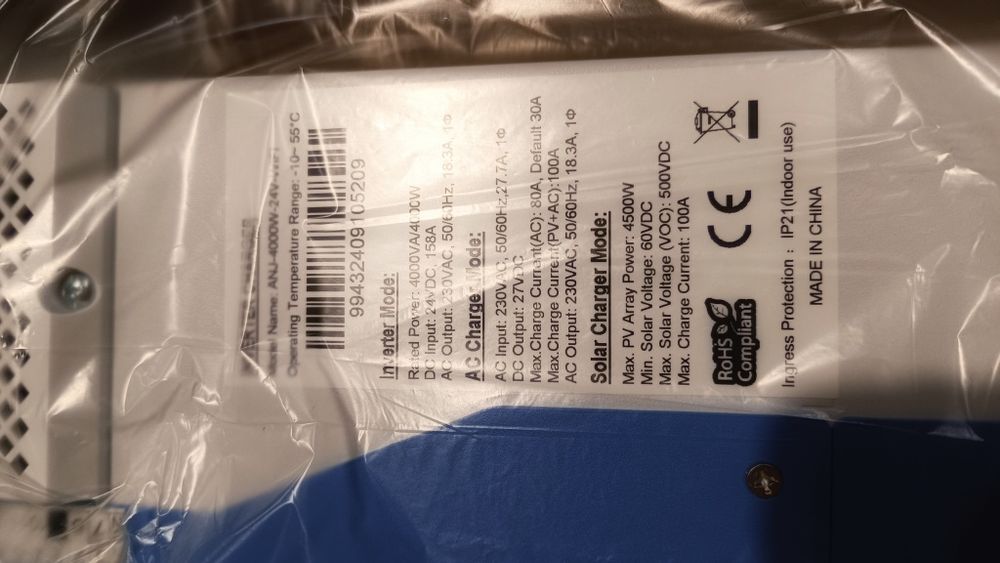 Name: ANJ-4000W-24V-
Operating Temperature Range: -10~ 55°C
99432409105209
Inverter Mode:
Rated Power: 4000VA/4000W
DC Input: 24VDC, 158A
AC Output: 230VAC, 50/60Hz, 18.3A, 1Φ
AC Charger Mode:
AC Input: 230VAC, 50/60Hz,27.7A, 1Φ
DC Output: 27VDC
Max.Charge Current(AC): 80A, Default 30A
Max.Charge Current(PV+AC):100A
AC Output: 230VAC, 50/60Hz, 18.3A, 1Φ
Solar Charger Mode:
Max. PV Array Power: 4500W
Min. Solar Voltage: 60VDC
Max. Solar Voltage (VOC): 500VDC
Max. Charge Current: 100A
RoHS
Compliant
CE
Ingress Protection : IP21(Indoor use)
MADE IN CHINA